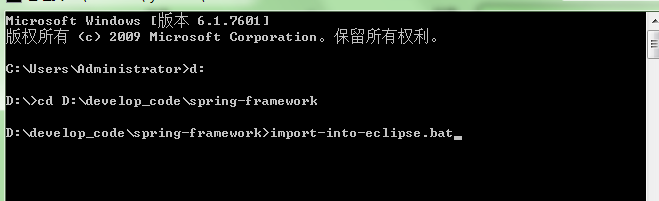 Microsoft Windows [版本 6.1.7601]
版权所有 (c) 2009 Microsoft Corporation。保留所有权利。
C:\Users\Administrator>d:
D:\>cd D:\develop_code\spring-framework
D:\develop_code\spring-framework>import-into-eclipse.bat